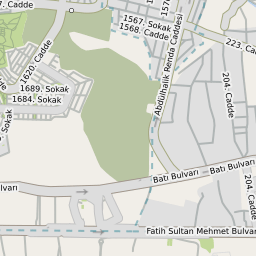 7. Cadde
1567. Sokak
1568. Cadde
1578
223. Cadde
1620. Cadde
Abdülhalik Renda Caddesi
204. Cadde
1689. Sokak
1684. Sokak
Sokak
Batı Bulvarı
Batı Bulvarı
Bulvarı
204. Cadde
Fatih Sultan Mehmet Bulvarı